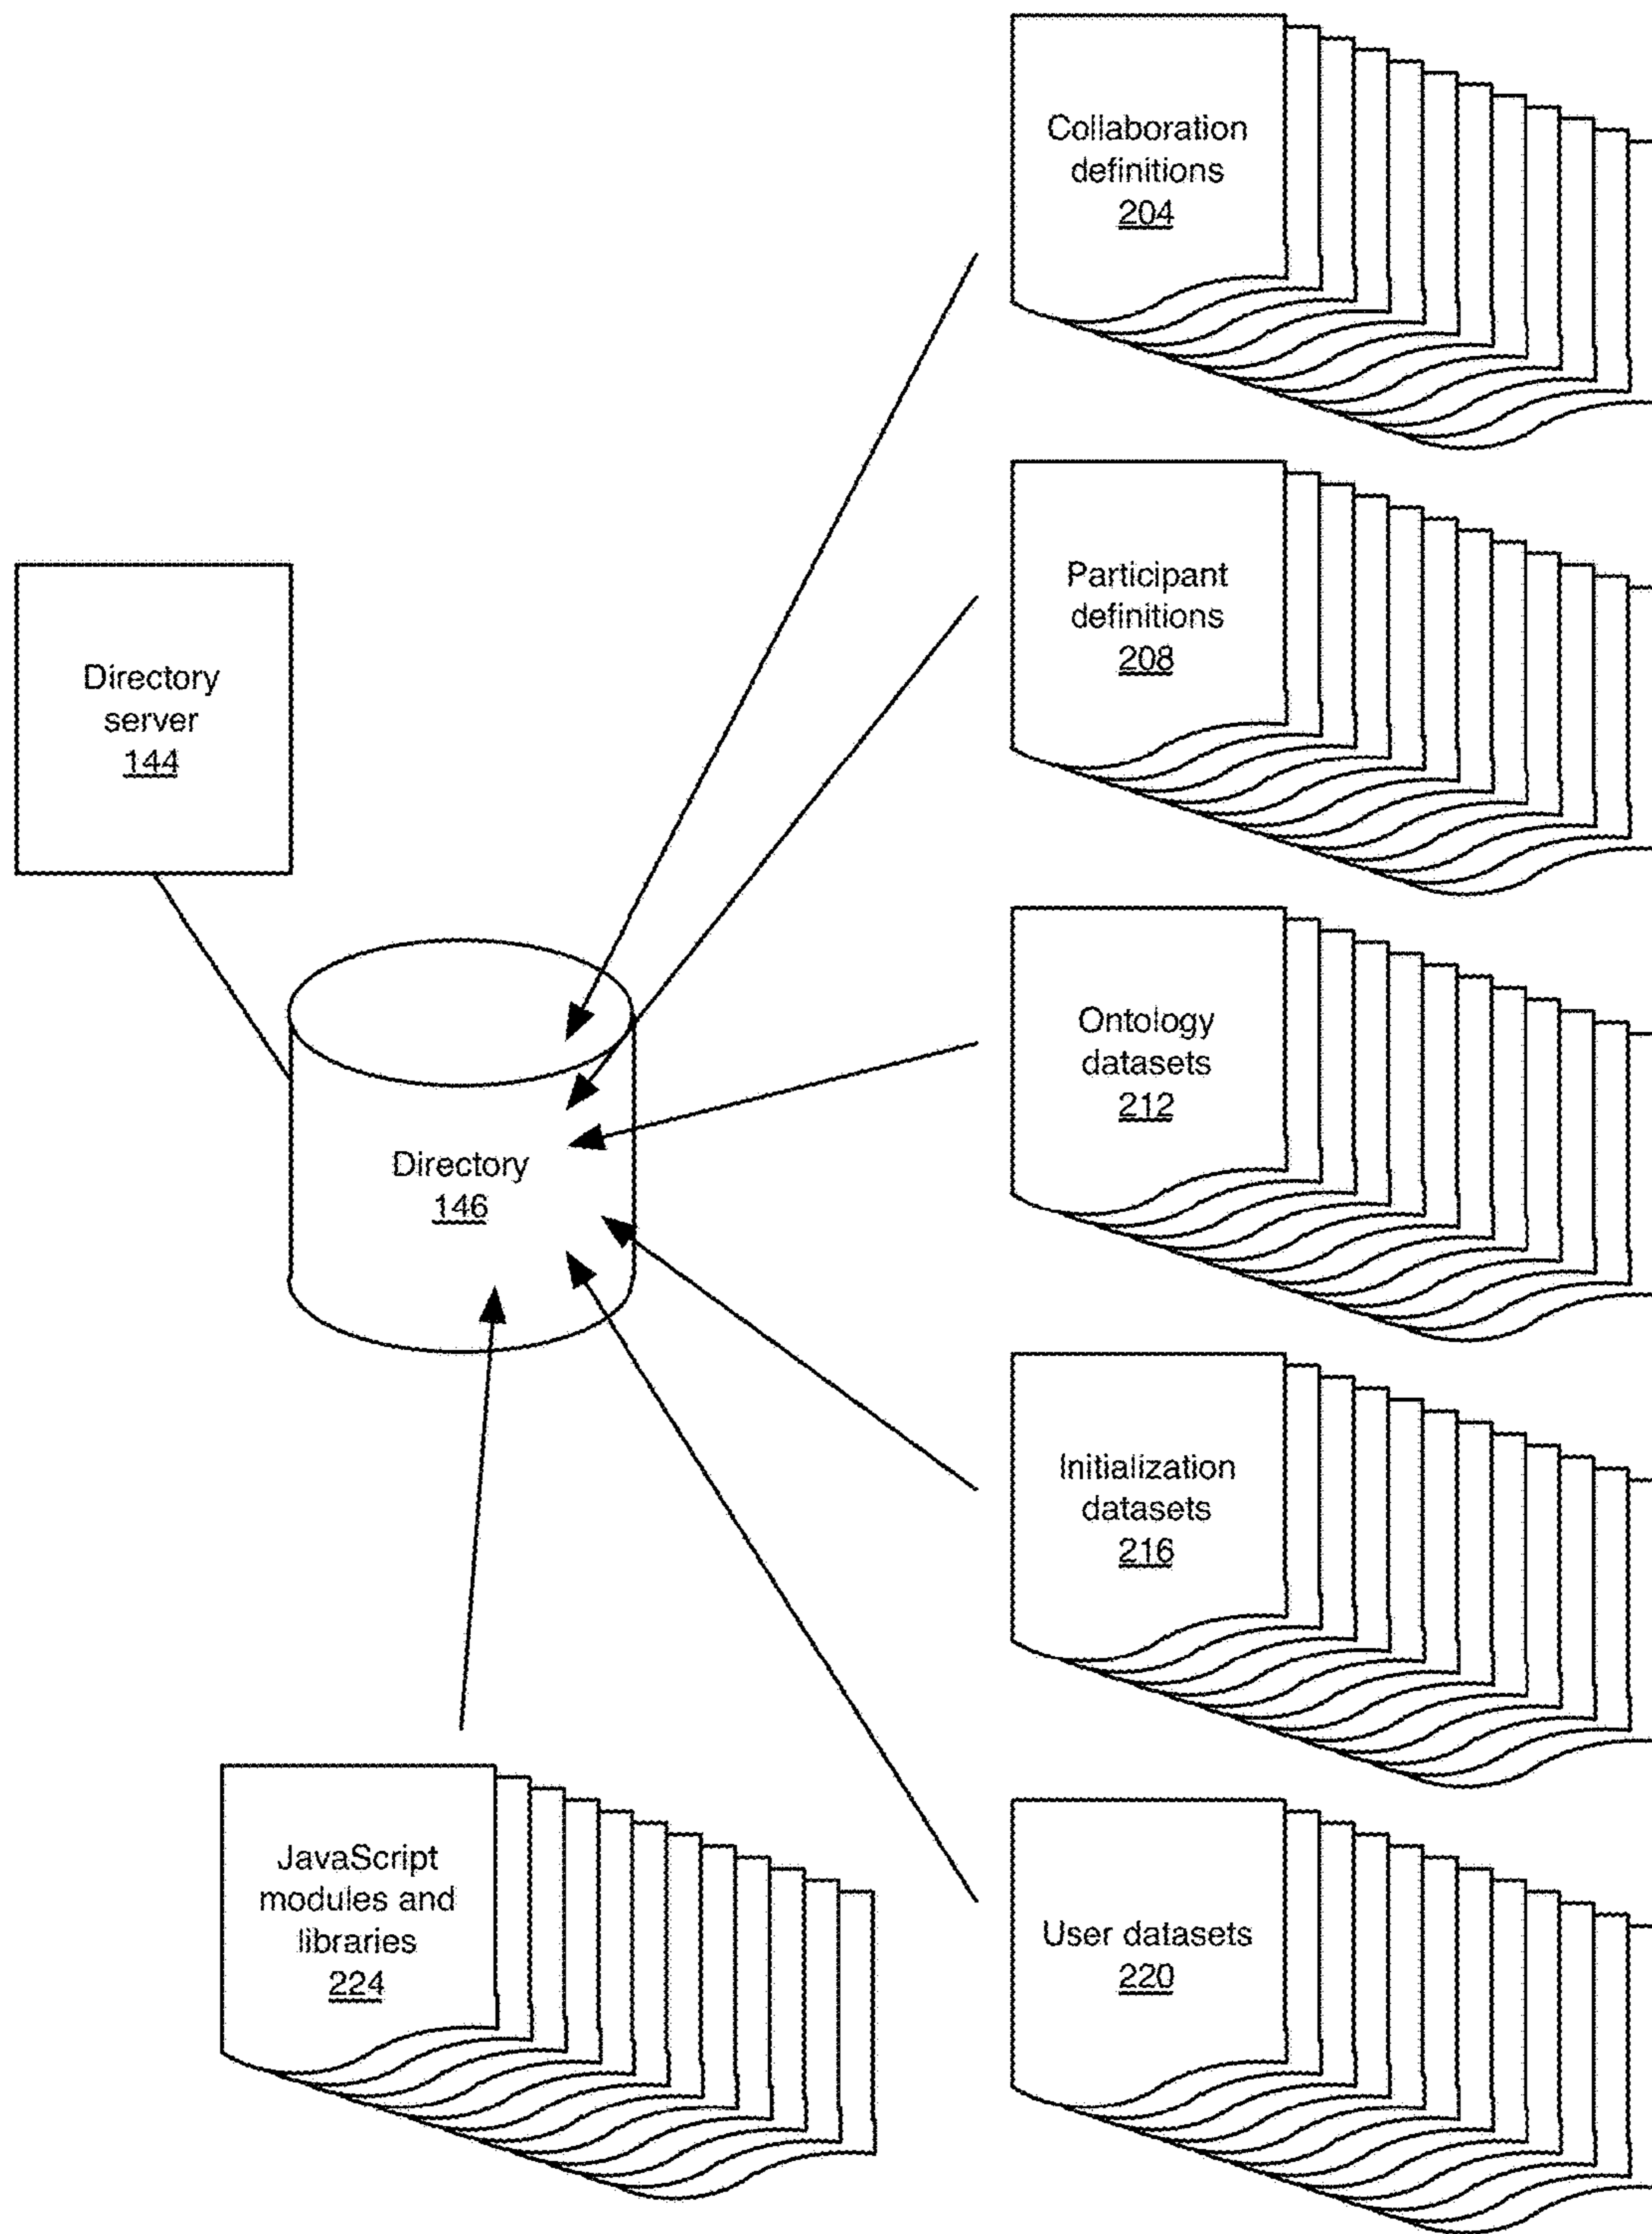 Collaboration
definitions
204
Participant
definitions
208
Directory
server
144
Ontology
datasets
212
Directory
146
Initialization
datasets
216
JavaScript
modules and
libraries
224
User datasets
220